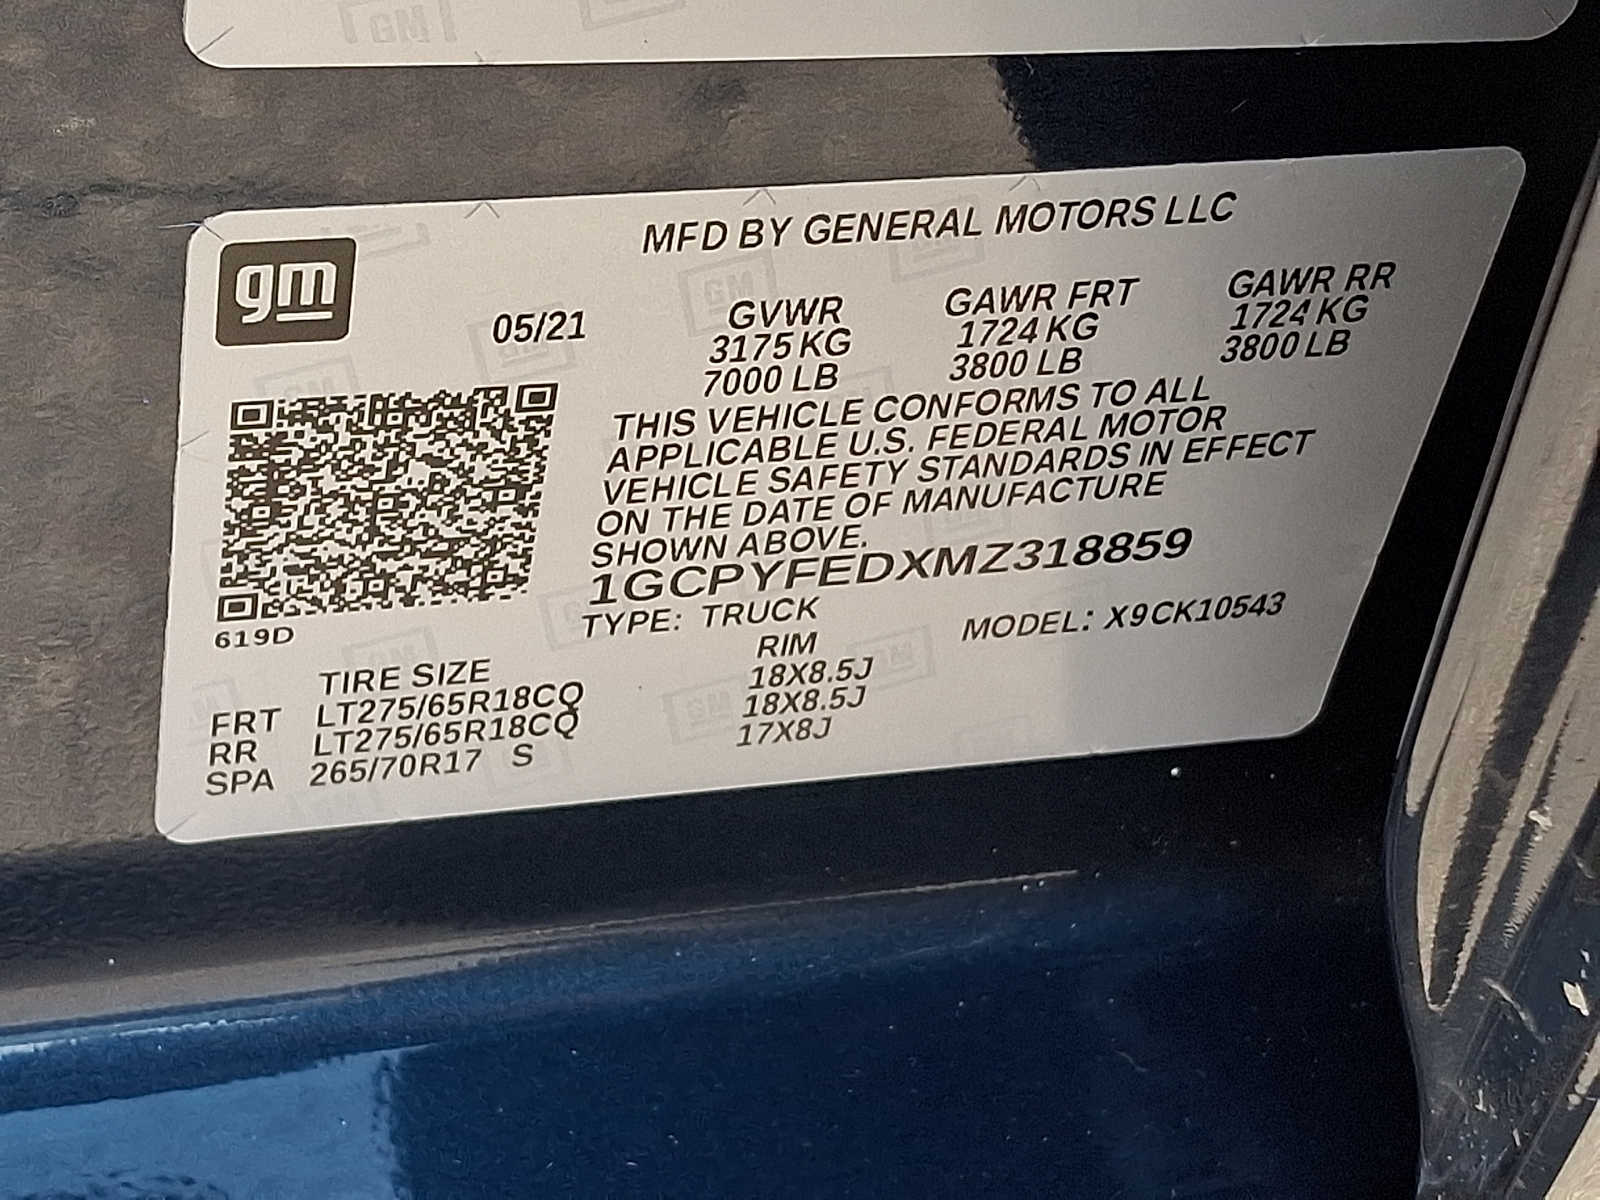 MFD BY GENERAL MOTORS LLC
gm
05/21 GVWR GAWR FRT GAWR RR
3175 KG 1724 KG 1724 KG
7000 LB 3800 LB 3800 LB
THIS VEHICLE CONFORMS TO ALL
APPLICABLE U.S. FEDERAL MOTOR
VEHICLE SAFETY STANDARDS IN EFFECT
ON THE DATE OF MANUFACTURE
SHOWN ABOVE.
1GCPYFEDXMZ318859
619D
TYPE: TRUCK MODEL: X9CK10543
TIRE SIZE RIM
FRT LT275/65R18CQ 18X8.5J
RR LT275/65R18CQ 18X8.5J
SPA 265/70R17 S 17X8J